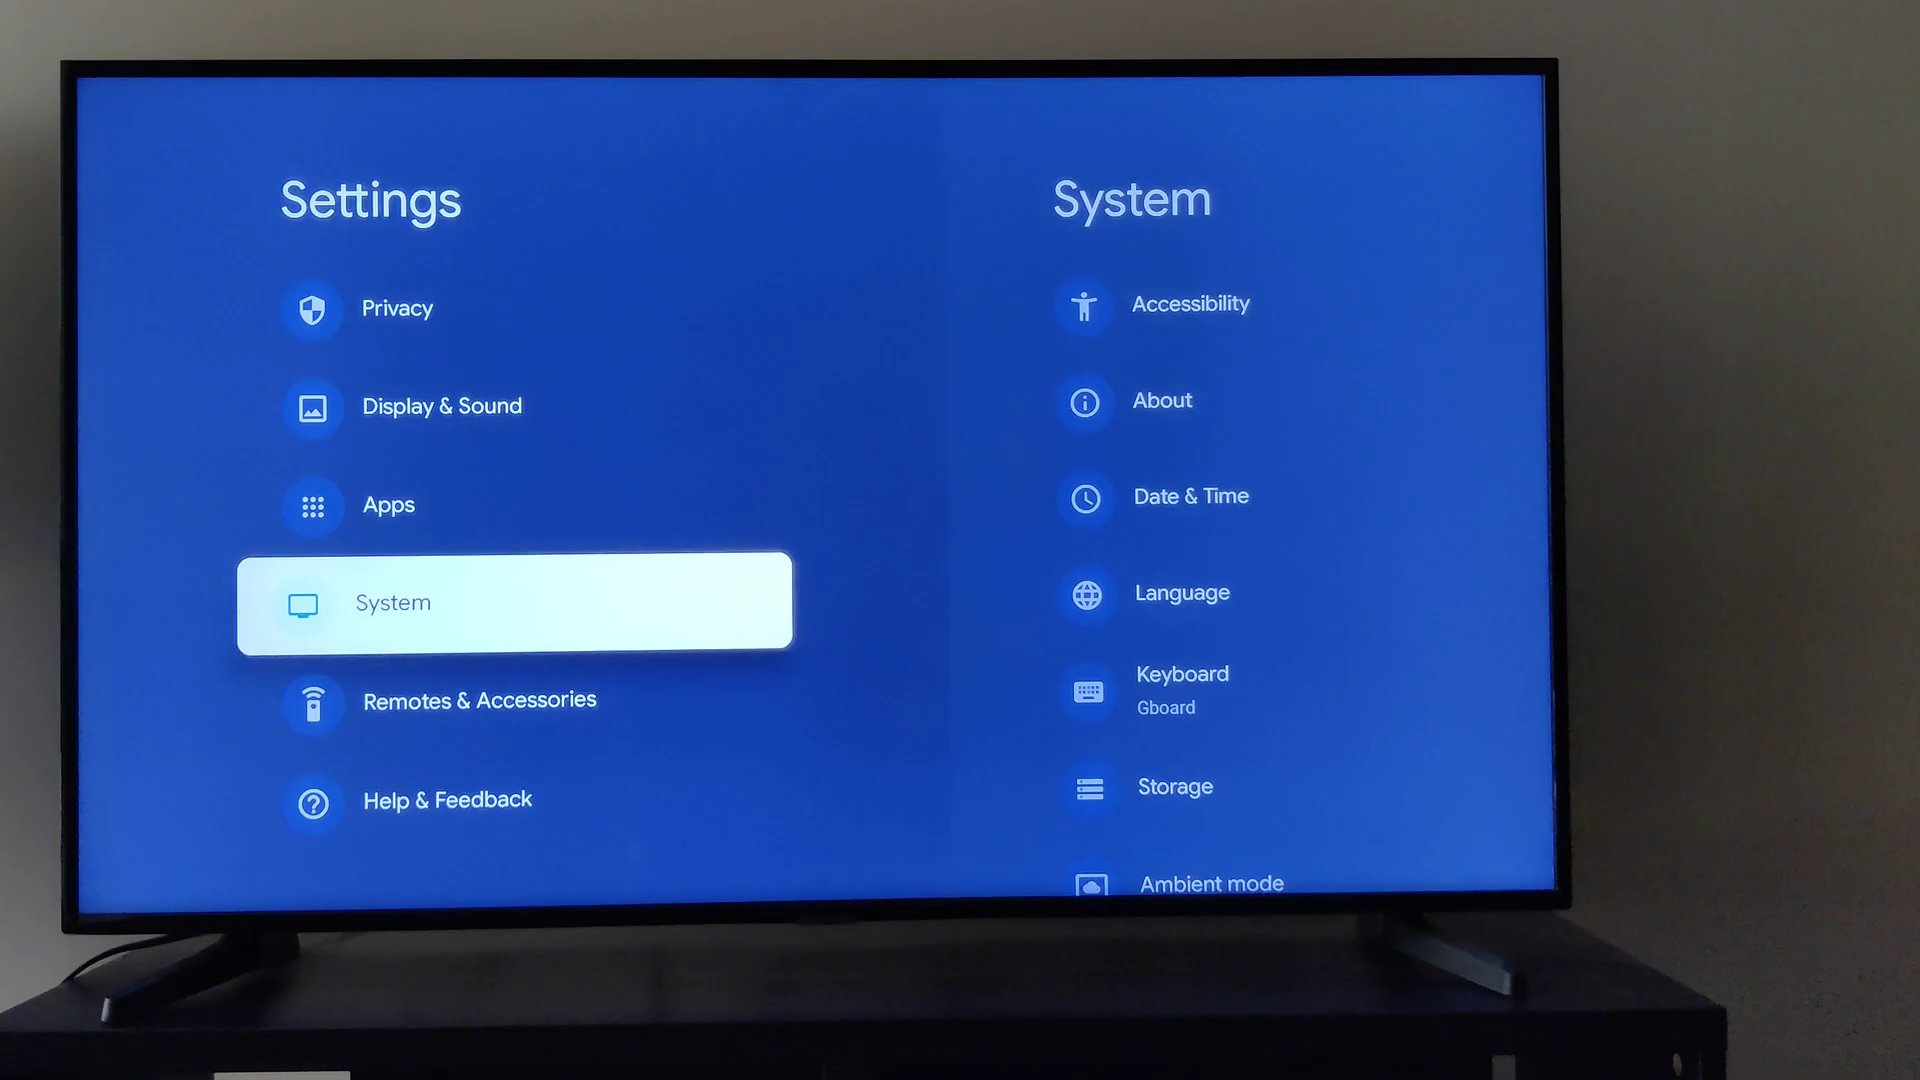 Settings
Privacy
Display & Sound
Apps
System
Remotes & Accessories
Help & Feedback
System
Accessibility
About
Date & Time
Language
Keyboard
Gboard
Storage
Ambient mode